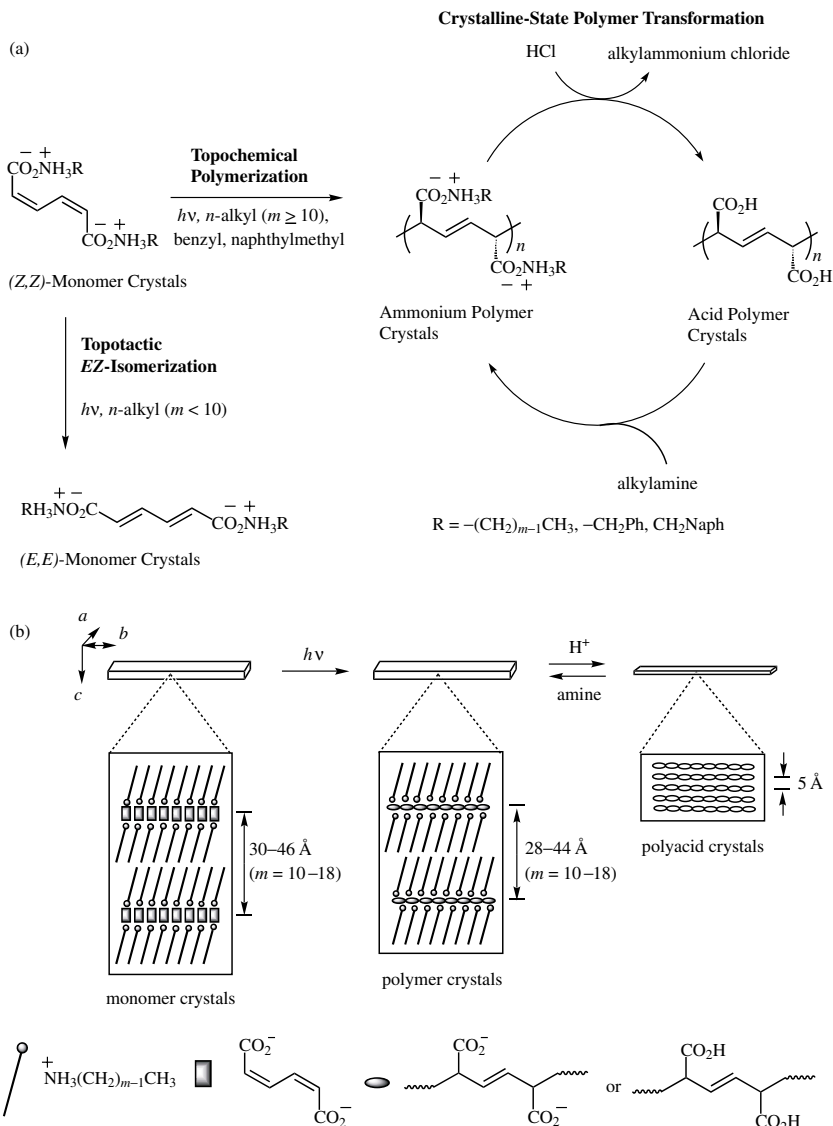 Crystalline-State Polymer Transformation
(a)
HCl
alkylammonium chloride
− +
CO2NH3R
− +
CO2NH3R
(Z,Z)-Monomer Crystals
Topochemical
Polymerization
hν, n-alkyl (m ≥ 10),
benzyl, naphthylmethyl
− +
CO2NH3R
n
CO2NH3R
− +
Ammonium Polymer
Crystals
CO2H
n
CO2H
Acid Polymer
Crystals
Topotactic
EZ-Isomerization
hν, n-alkyl (m < 10)
alkylamine
+ −
RH3NO2C
− +
CO2NH3R
(E,E)-Monomer Crystals
R = −(CH2)m−1CH3, −CH2Ph, CH2Naph
(b)
a
b
c
hν
H+
amine
30–46 Å
(m = 10–18)
monomer crystals
28–44 Å
(m = 10–18)
polymer crystals
5 Å
polyacid crystals
+
NH3(CH2)m−1CH3
CO2−
CO2−
CO2−
CO2−
or
CO2H
CO2H